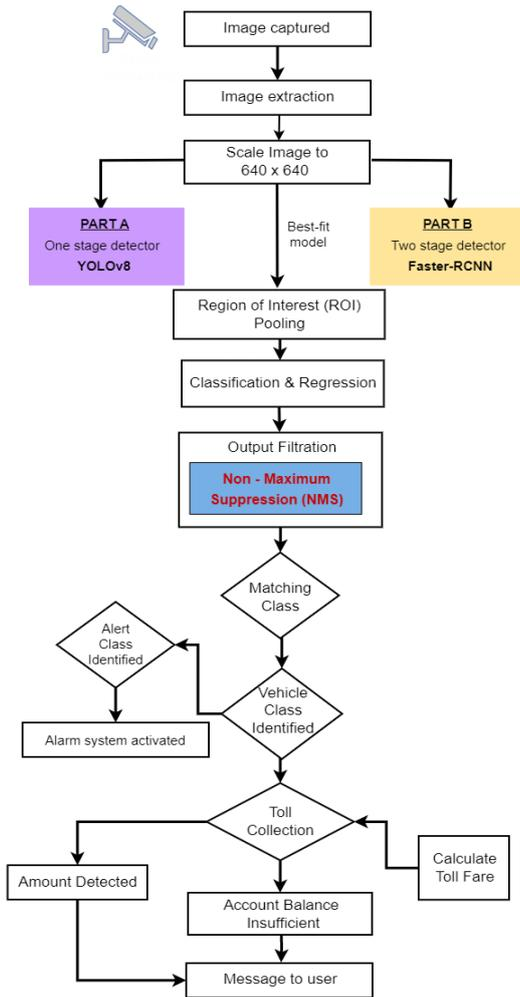 Image captured
Image extraction
Scale Image to
640 x 640
PART A
One stage detector
YOLOv8
Best-fit
model
PART B
Two stage detector
Faster-RCNN
Region of Interest (ROI)
Pooling
Classification & Regression
Output Filtration
Non - Maximum
Suppression (NMS)
Matching
Class
Alert
Class
Identified
Vehicle
Class
Identified
Alarm system activated
Toll
Collection
Calculate
Toll Fare
Amount Detected
Account Balance
Insufficient
Message to user